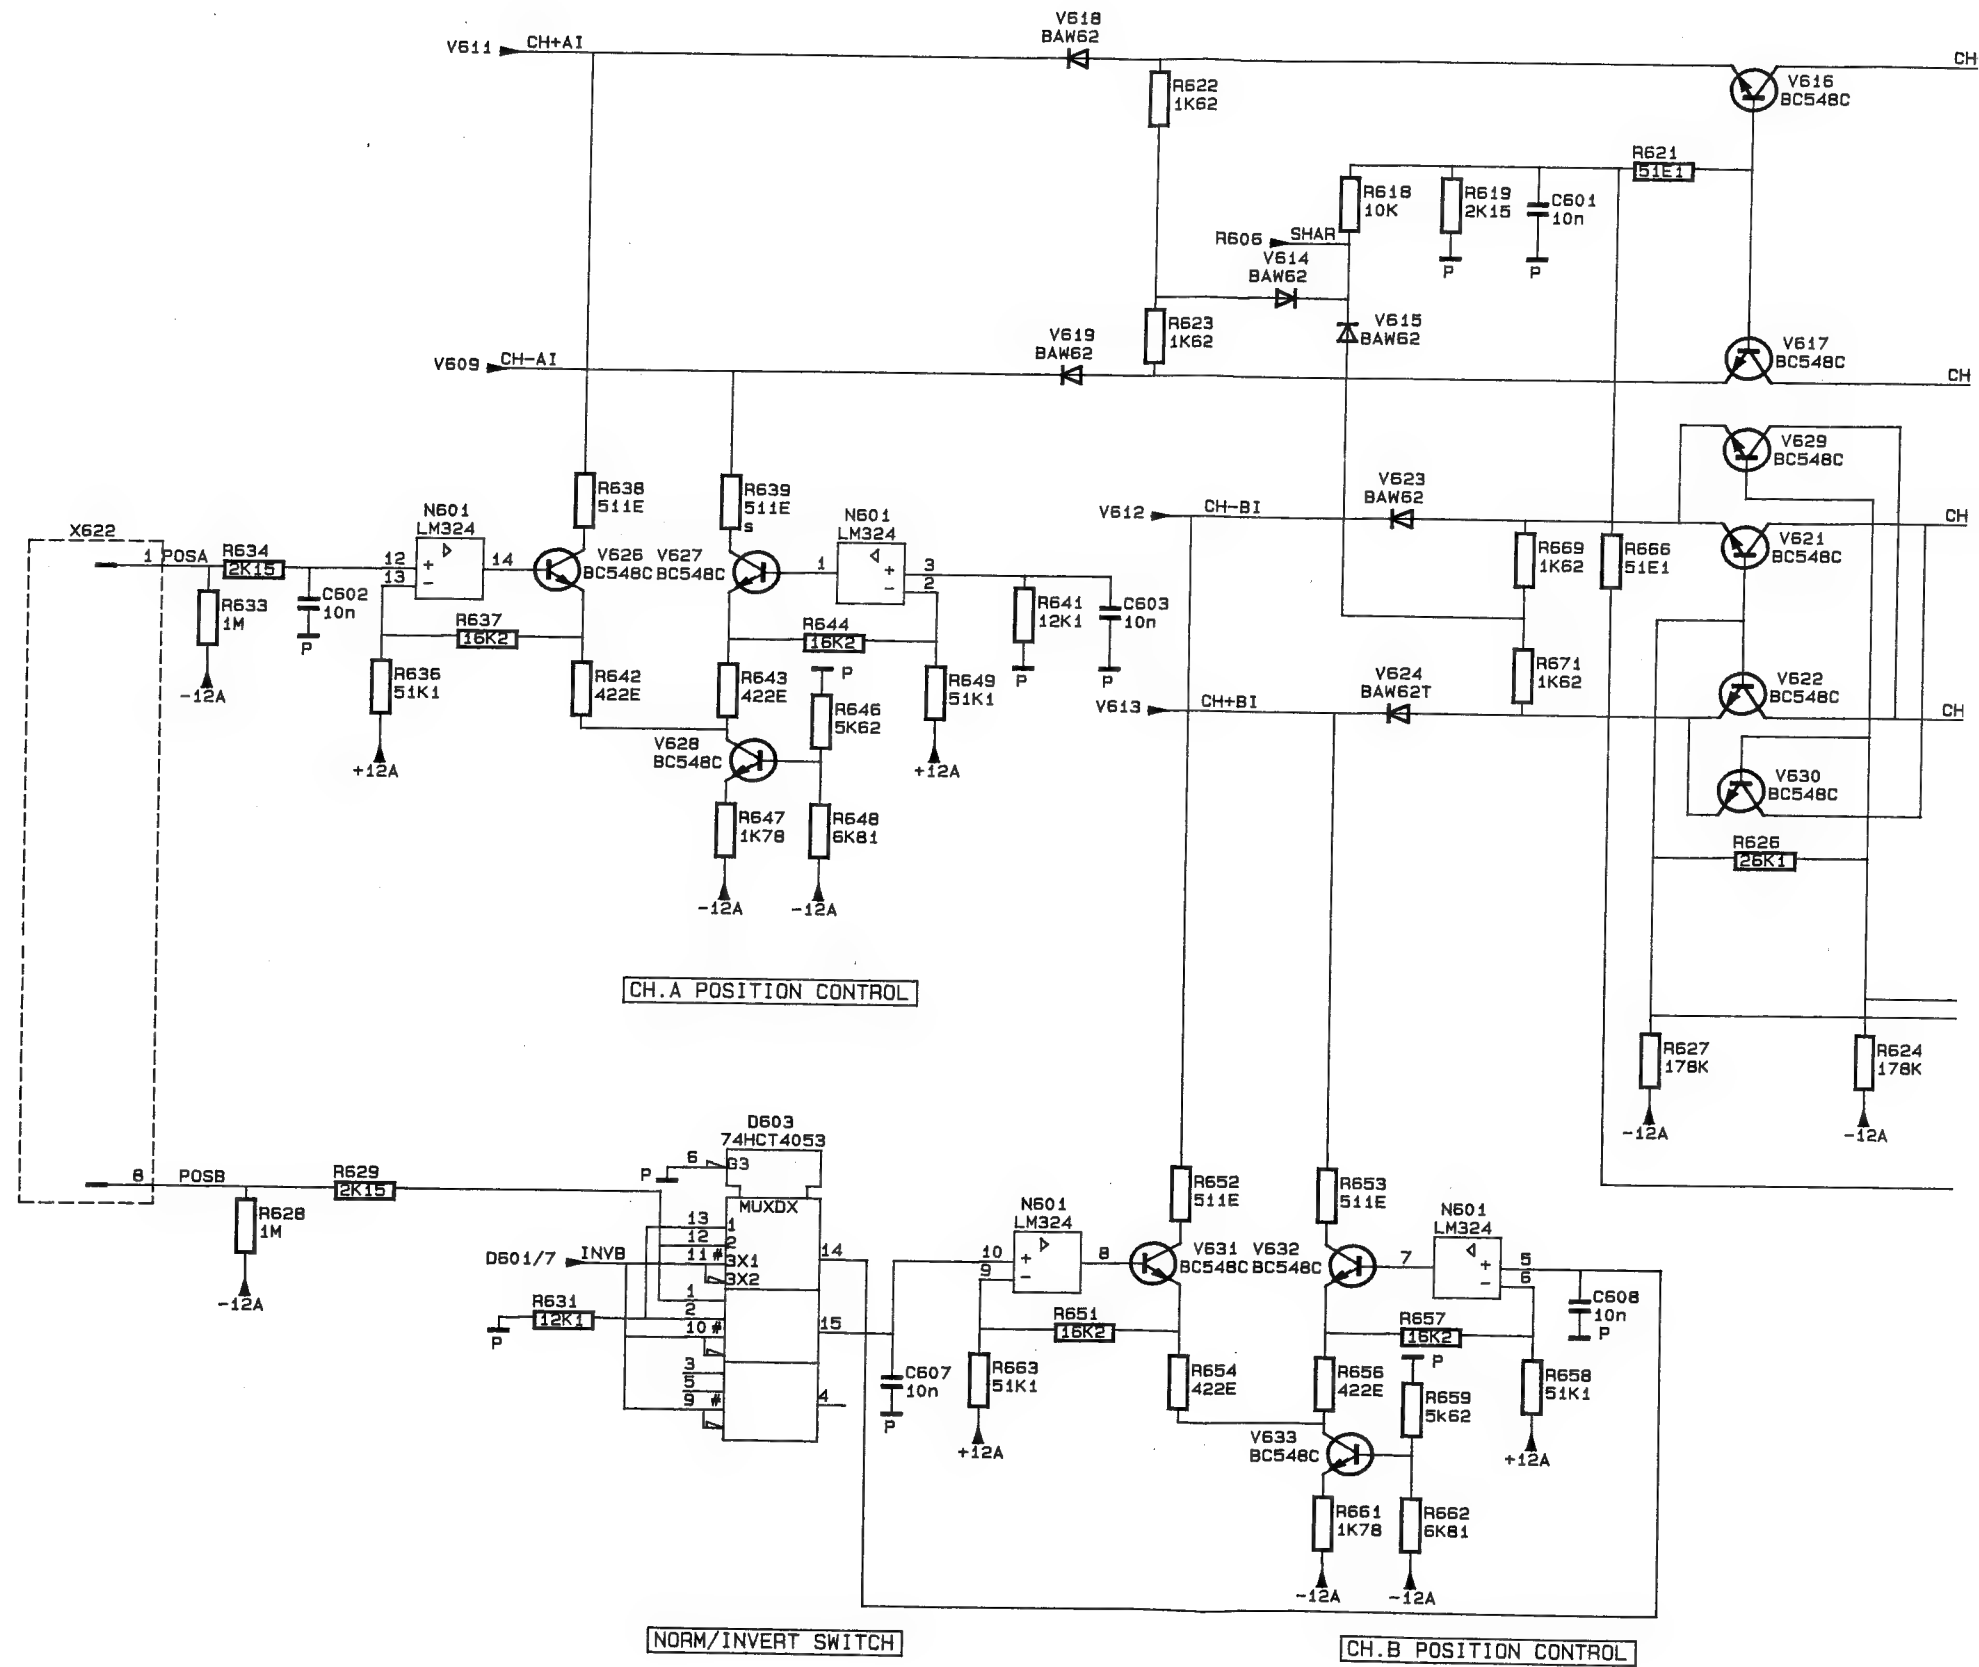 V618
BAW62
V611 CH+AI
CH
R622
1K62
V616
BC548C
R621
51E1
R618
10K
R619
2K15
C601
10n
R606 SHAR
P
P
V614
BAW62
R623
1K62
V615
BAW62
V619
BAW62
V617
BC548C
V609 CH-AI
CH
V629
BC548C
R638
511E
R639
511E
S
V623
BAW62
N601
LM324
N601
LM324
V612 CH-BI
CH
X622
1 POSA
R634
2K15
12
+
13
-
14
V626
BC548C
V627
BC548C
1
3
+
2
-
R669
1K62
R666
51E1
V621
BC548C
R633
1M
C602
10n
P
R637
16K2
R644
16K2
R641
12K1
C603
10n
P
P
-12A
R636
51K1
R642
422E
R643
422E
P
R646
5K62
R649
51K1
V624
BAW62T
R671
1K62
V622
BC548C
V613 CH+BI
CH
+12A
V628
BC548C
+12A
V630
BC548C
R647
1K78
R648
6K81
R626
26K1
-12A
-12A
CH.A POSITION CONTROL
R627
178K
R624
178K
-12A
-12A
D603
74HCT4053
8 POSB
R629
2K15
P
6
G3
MUXDX
R628
1M
13
1
12
2
11 #
3X1
3X2
14
D601/7 INVB
-12A
1
R631
12K1
P
2
10 #
15
3
5
9 #
4
C607
10n
P
R652
511E
R653
511E
N601
LM324
N601
LM324
10
+
9
-
8
V631
BC548C
V632
BC548C
7
5
+
6
-
C608
10n
P
R651
16K2
R657
16K2
P
R663
51K1
R654
422E
R656
422E
R659
5K62
R658
51K1
+12A
V633
BC548C
+12A
R661
1K78
R662
6K81
-12A
-12A
NORM/INVERT SWITCH
CH.B POSITION CONTROL